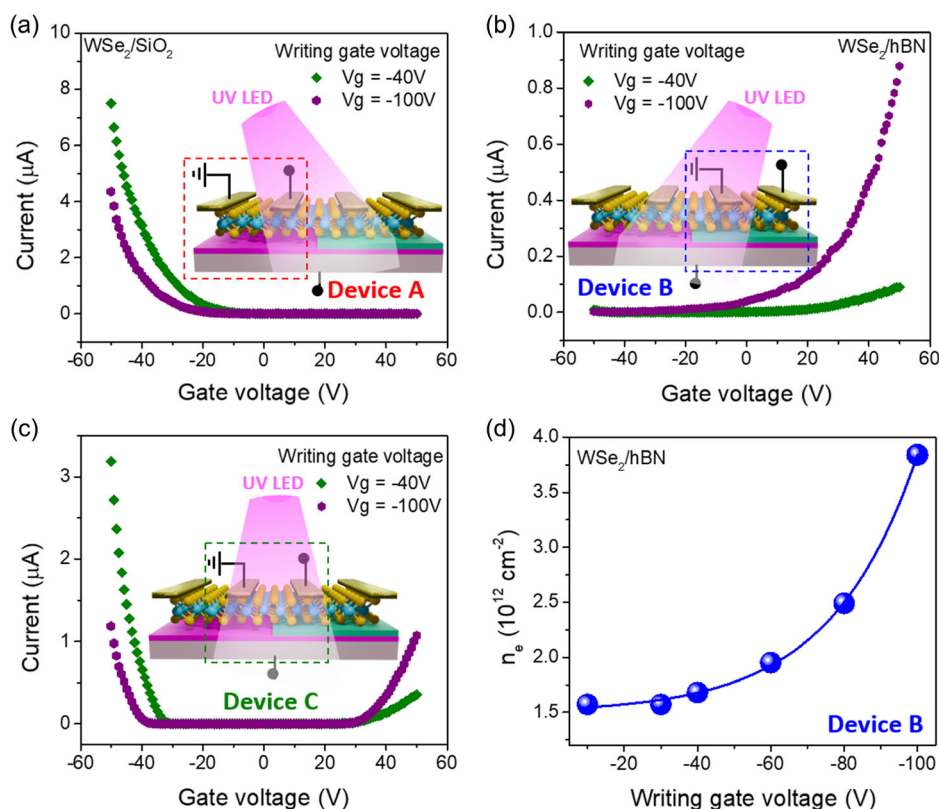 (a)
WSe₂/SiO₂
Writing gate voltage
Vg = -40V
Vg = -100V
UV LED
Device A
10
8
6
4
2
0
Current (μA)
-60 -40 -20 0 20 40 60
Gate voltage (V)
(b)
WSe₂/hBN
Writing gate voltage
Vg = -40V
Vg = -100V
UV LED
Device B
1.0
0.8
0.6
0.4
0.2
0.0
Current (μA)
-60 -40 -20 0 20 40 60
Gate voltage (V)
(c)
Writing gate voltage
Vg = -40V
Vg = -100V
UV LED
Device C
3
2
1
0
Current (μA)
-60 -40 -20 0 20 40 60
Gate voltage (V)
(d)
WSe₂/hBN
Device B
4.0
3.5
3.0
2.5
2.0
1.5
nₑ (10¹² cm⁻²)
-20 -40 -60 -80 -100
Writing gate voltage (V)